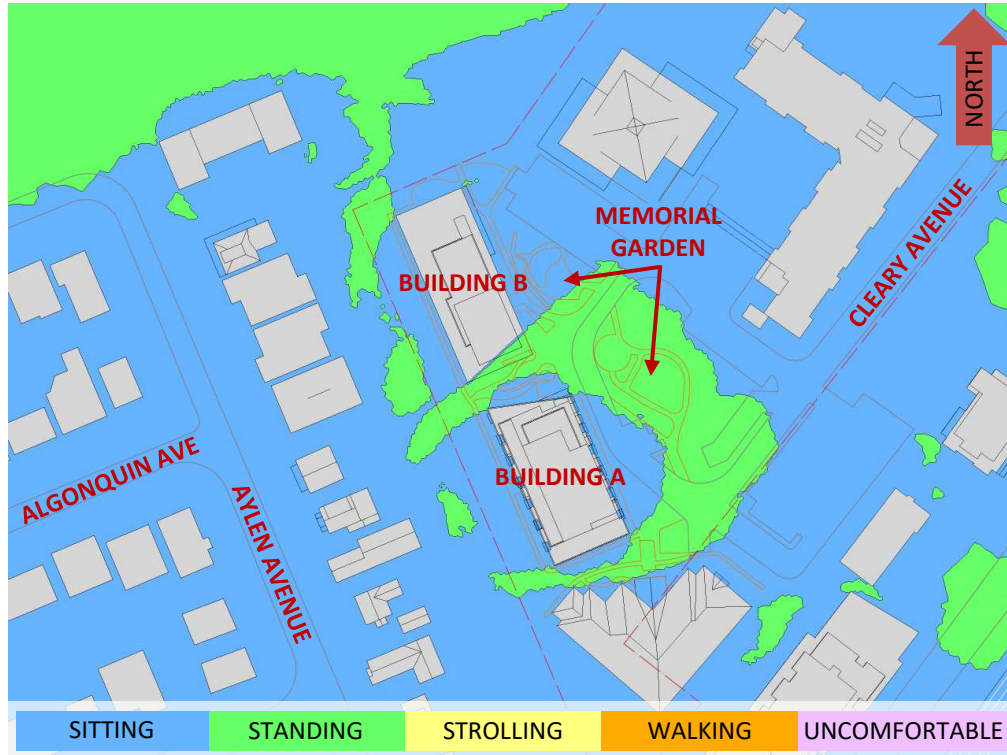 NORTH
MEMORIAL
GARDEN
CLEARY AVENUE
BUILDING B
BUILDING A
ALGONQUIN AVE
AYLEN AVENUE
SITTING
STANDING
STROLLING
WALKING
UNCOMFORTABLE